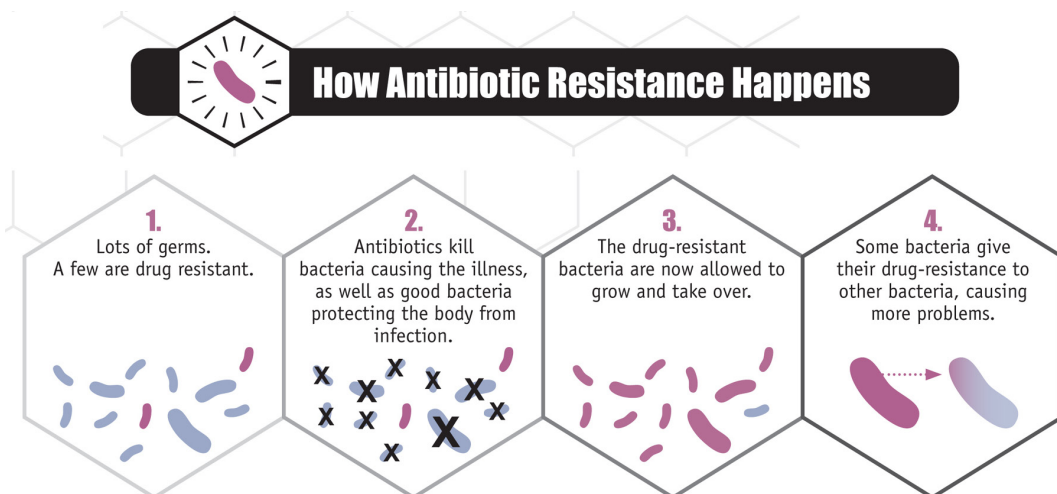 How Antibiotic Resistance Happens
1.
Lots of germs.
A few are drug resistant.
2.
Antibiotics kill
bacteria causing the illness,
as well as good bacteria
protecting the body from
infection.
X X X X X X X X X X
3.
The drug-resistant
bacteria are now allowed to
grow and take over.
4.
Some bacteria give
their drug-resistance to
other bacteria, causing
more problems.